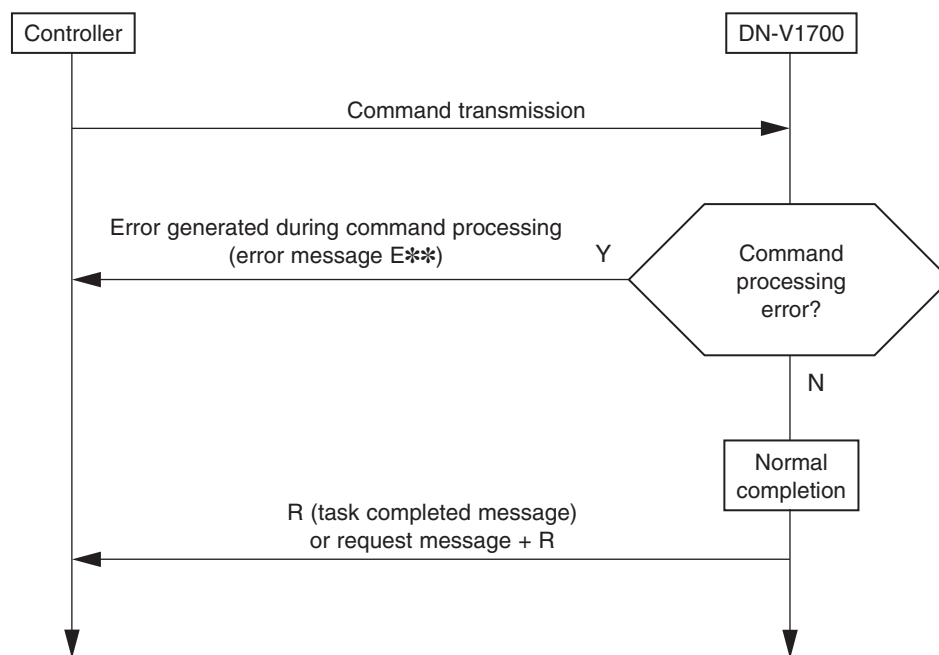 Controller
DN-V1700
Command transmission
Error generated during command processing
(error message E✽✽)
Y
Command
processing
error?
N
Normal
completion
R (task completed message)
or request message + R